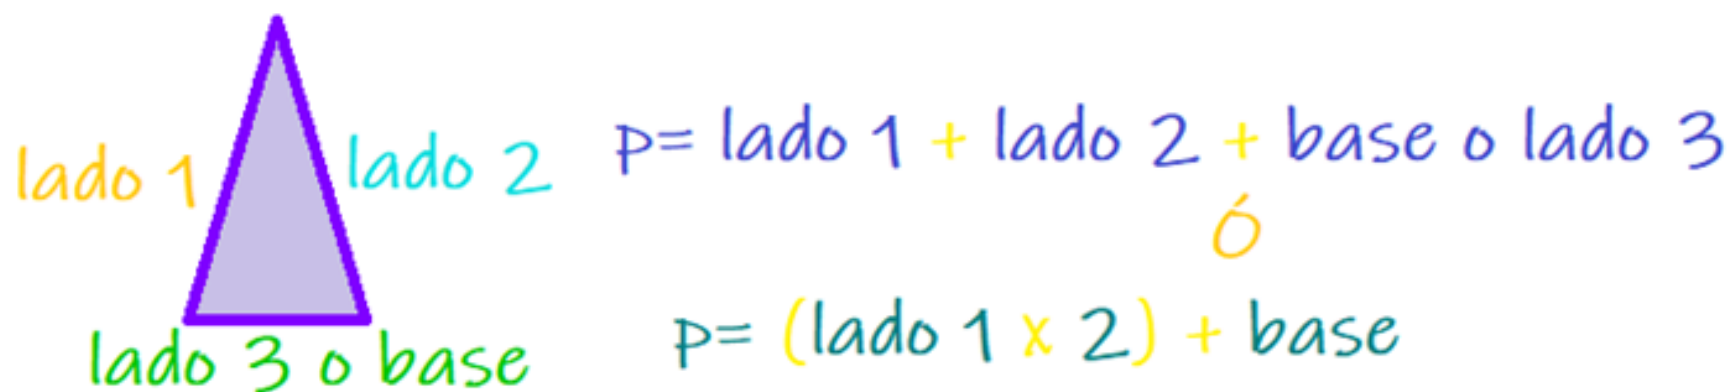 lado 1
lado 2
lado 3 o base
p= lado 1 + lado 2 + base o lado 3
Ó
p= (lado 1 x 2) + base